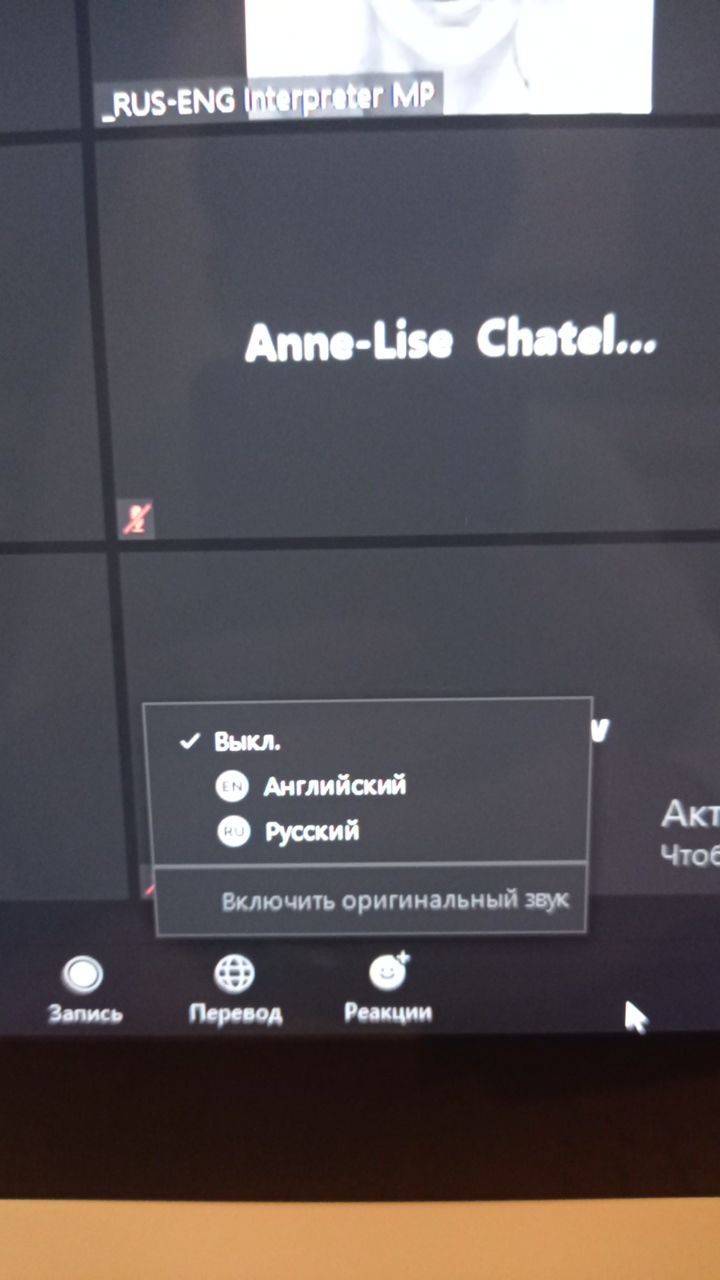 _RUS-ENG Interpreter MP
Anne-Lise Chatel...
✓ Выкл.
v
EN Английский
RU Русский
Акт
Чтоб
Включить оригинальный звук
Запись
Перевод
Реакции